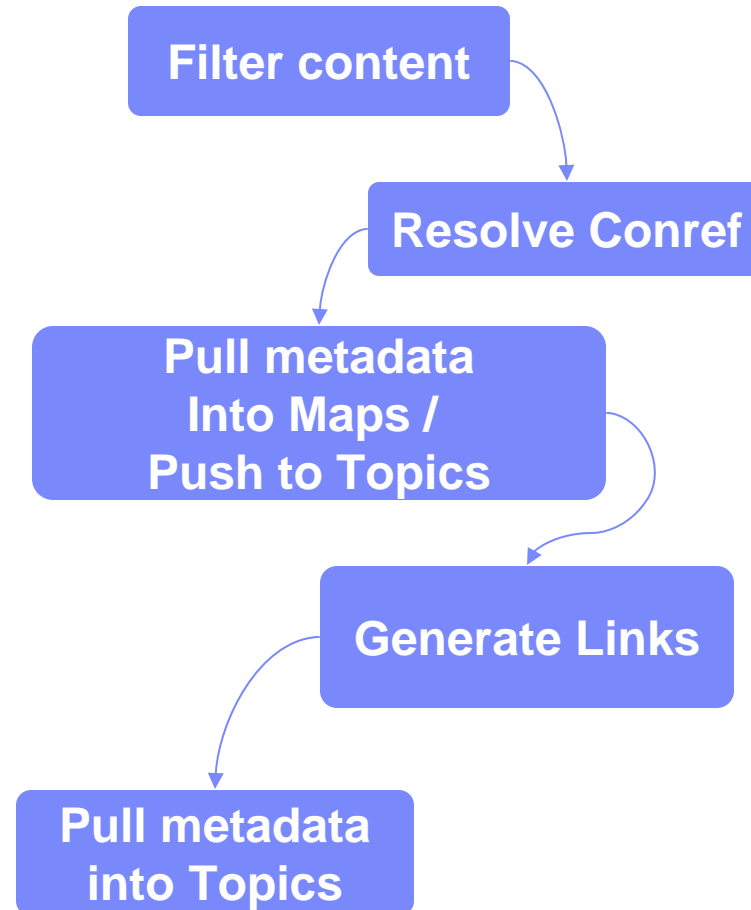 Filter content
Resolve Conref
Pull metadata
Into Maps /
Push to Topics
Generate Links
Pull metadata
into Topics